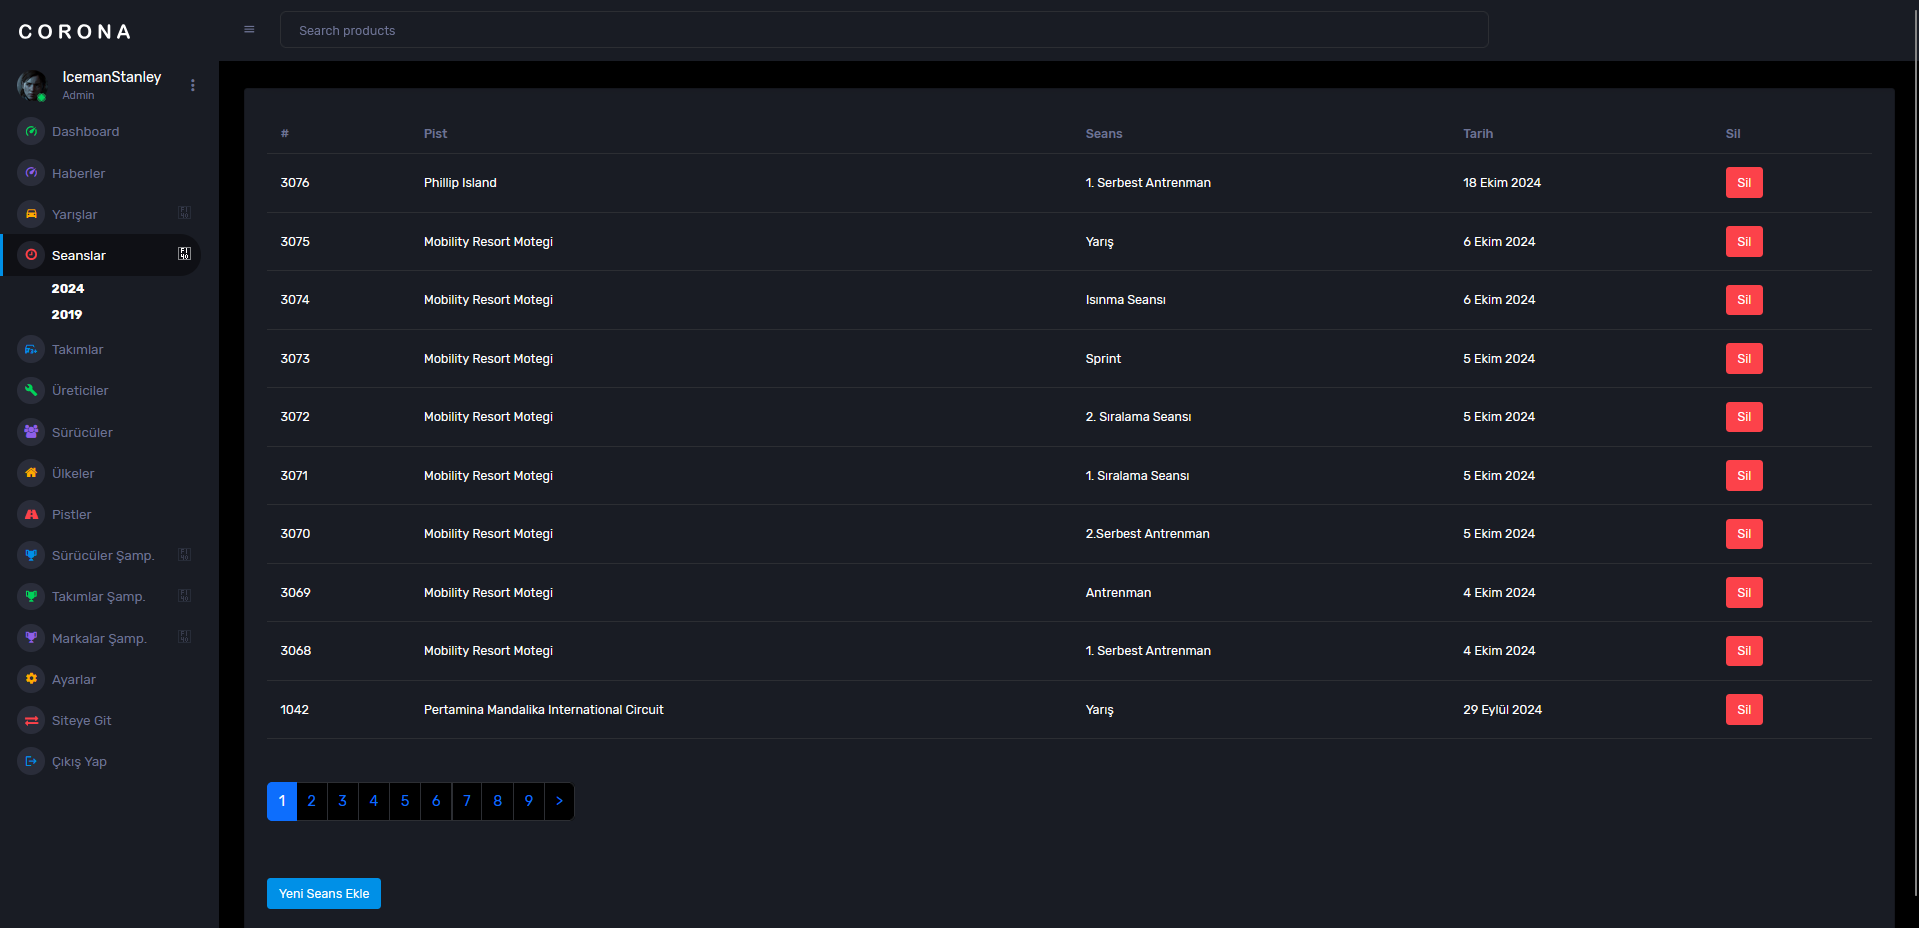 CORONA
Search products
IcemanStanley
Admin
Dashboard
Haberler
Yarışlar
Seanslar
2024
2019
Takımlar
Üreticiler
Sürücüler
Ülkeler
Pistler
Sürücüler Şamp.
Takımlar Şamp.
Markalar Şamp.
Ayarlar
Siteye Git
Çıkış Yap
# Pist Seans Tarih Sil
3076 Phillip Island 1. Serbest Antrenman 18 Ekim 2024 Sil
3075 Mobility Resort Motegi Yarış 6 Ekim 2024 Sil
3074 Mobility Resort Motegi Isınma Seansı 6 Ekim 2024 Sil
3073 Mobility Resort Motegi Sprint 5 Ekim 2024 Sil
3072 Mobility Resort Motegi 2. Sıralama Seansı 5 Ekim 2024 Sil
3071 Mobility Resort Motegi 1. Sıralama Seansı 5 Ekim 2024 Sil
3070 Mobility Resort Motegi 2.Serbest Antrenman 5 Ekim 2024 Sil
3069 Mobility Resort Motegi Antrenman 4 Ekim 2024 Sil
3068 Mobility Resort Motegi 1. Serbest Antrenman 4 Ekim 2024 Sil
1042 Pertamina Mandalika International Circuit Yarış 29 Eylül 2024 Sil
1 2 3 4 5 6 7 8 9 >
Yeni Seans Ekle